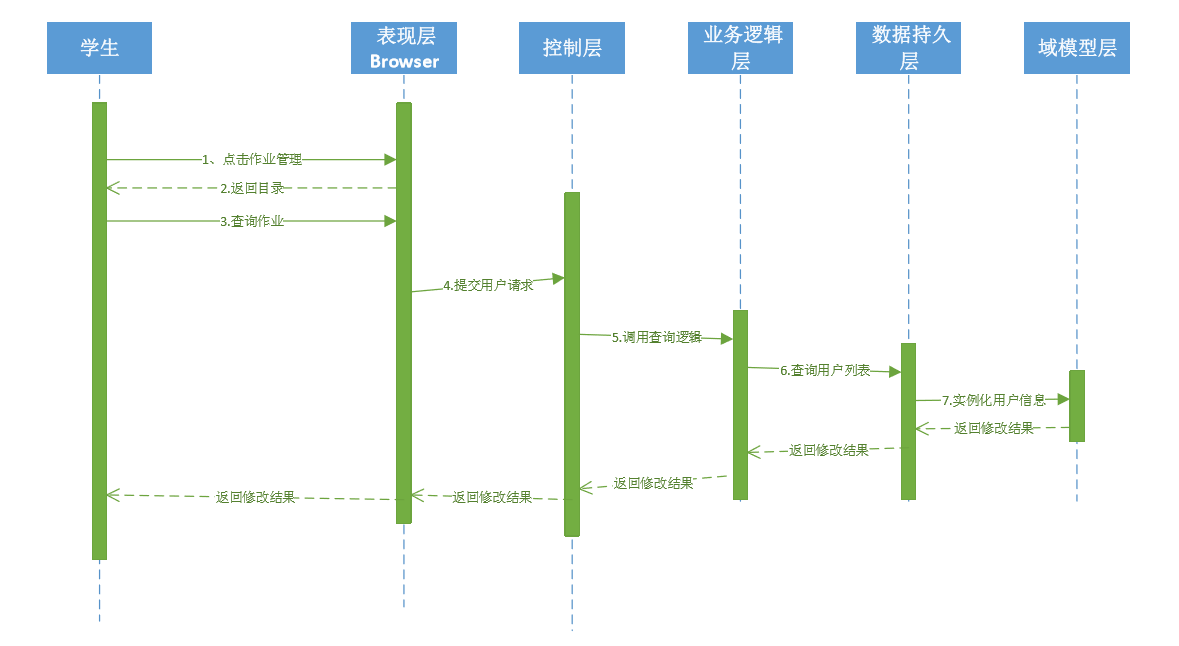 学生
表现层
Browser
控制层
业务逻辑
层
数据持久
层
域模型层
1、点击作业管理
2.返回目录
3.查询作业
4.提交用户请求
5.调用查询逻辑
6.查询用户列表
7.实例化用户信息
返回修改结果
返回修改结果
返回修改结果
返回修改结果
返回修改结果